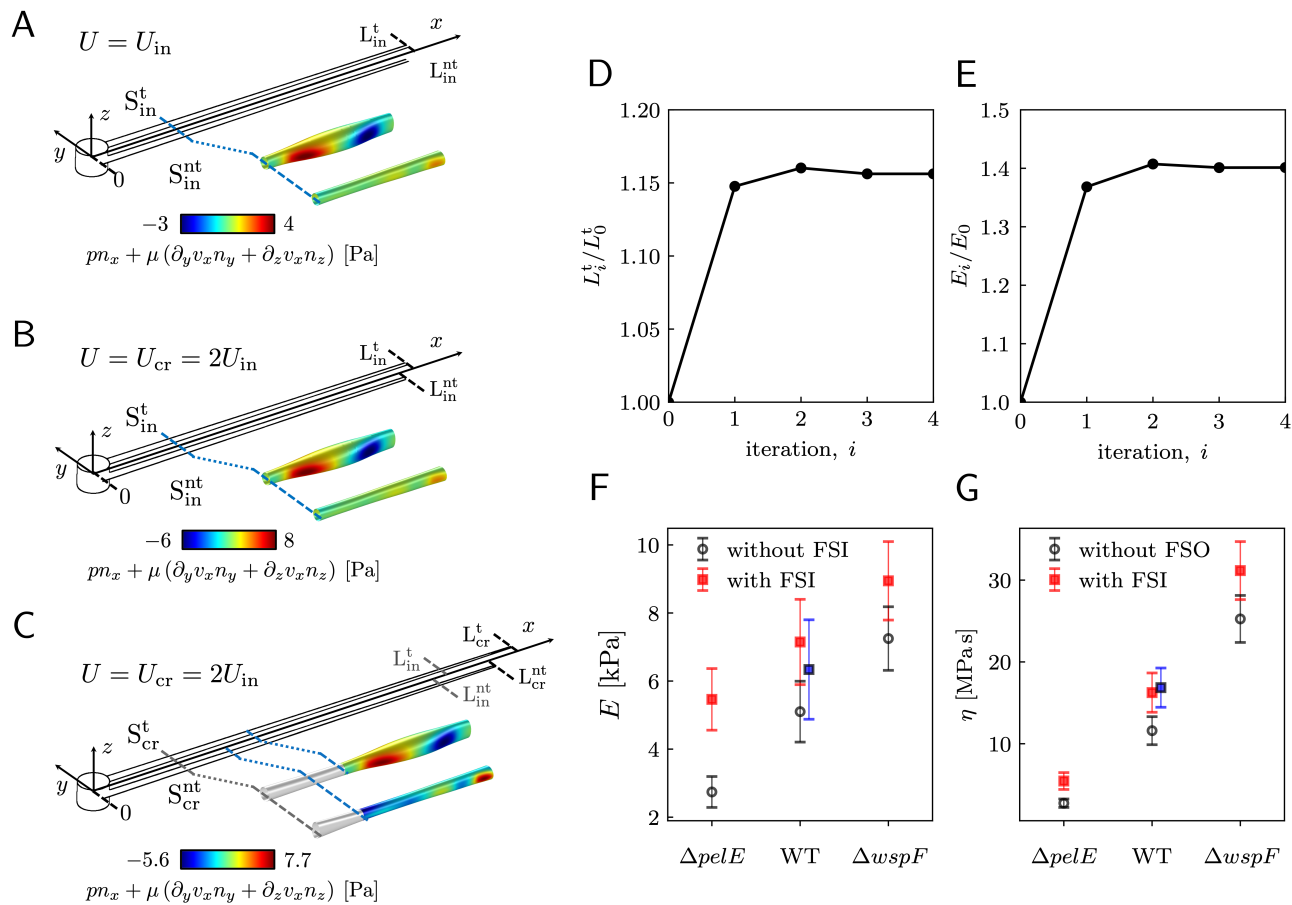 A
U = U_in
L_in^t
x
L_in^nt
S_in^t
z
y
0
S_in^nt
−3
4
pn_x + µ (∂_y v_x n_y + ∂_z v_x n_z) [Pa]
B
U = U_cr = 2U_in
L_in^t
x
L_in^nt
S_in^t
z
y
0
S_in^nt
−6
8
pn_x + µ (∂_y v_x n_y + ∂_z v_x n_z) [Pa]
C
U = U_cr = 2U_in
L_cr^t
x
L_in^t
L_cr^nt
L_in^nt
S_cr^t
z
y
0
S_cr^nt
−5.6
7.7
pn_x + µ (∂_y v_x n_y + ∂_z v_x n_z) [Pa]
D
1.20
1.15
1.10
1.05
1.00
L_i^t/L_0^t
0 1 2 3 4
iteration, i
E
1.5
1.4
1.3
1.2
1.1
1.0
E_i/E_0
0 1 2 3 4
iteration, i
F
10
8
6
4
2
E [kPa]
without FSI
with FSI
ΔpelE WT ΔwspF
G
30
20
10
η [MPa.s]
without FSO
with FSI
ΔpelE WT ΔwspF